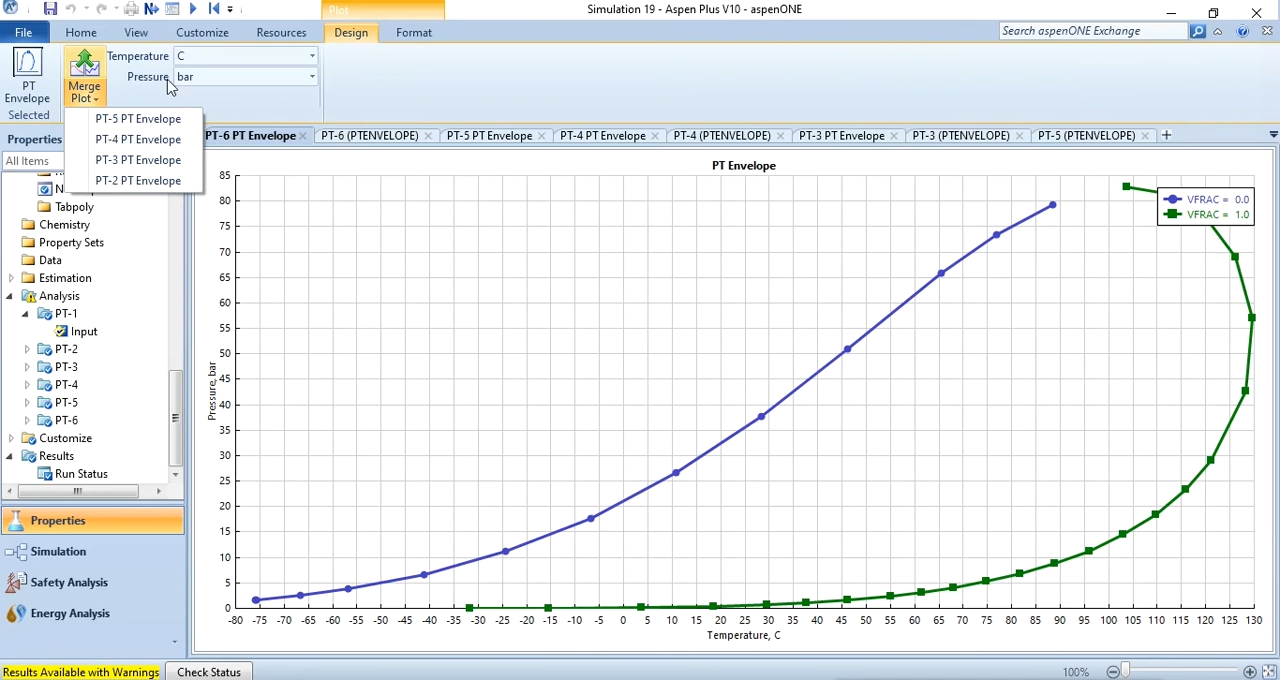 Plot
Simulation 19 - Aspen Plus V10 - aspenONE
File Home View Customize Resources Design Format
Search aspenONE Exchange
PT
Envelope
Selected
Merge
Plot
Temperature C
Pressure bar
PT-5 PT Envelope
PT-4 PT Envelope
PT-3 PT Envelope
PT-2 PT Envelope
Properties
All Items
Tabpoly
Chemistry
Property Sets
Data
Estimation
Analysis
PT-1
Input
PT-2
PT-3
PT-4
PT-5
PT-6
Customize
Results
Run Status
Properties
Simulation
Safety Analysis
Energy Analysis
PT-6 PT Envelope PT-6 (PTENVELOPE) PT-5 PT Envelope PT-4 PT Envelope PT-4 (PTENVELOPE) PT-3 PT Envelope PT-3 (PTENVELOPE) PT-5 (PTENVELOPE)
PT Envelope
VFRAC = 0.0
VFRAC = 1.0
Pressure, bar
85
80
75
70
65
60
55
50
45
40
35
30
25
20
15
10
5
0
-80 -75 -70 -65 -60 -55 -50 -45 -40 -35 -30 -25 -20 -15 -10 -5 0 5 10 15 20 25 30 35 40 45 50 55 60 65 70 75 80 85 90 95 100 105 110 115 120 125 130
Temperature, C
Results Available with Warnings Check Status
100%